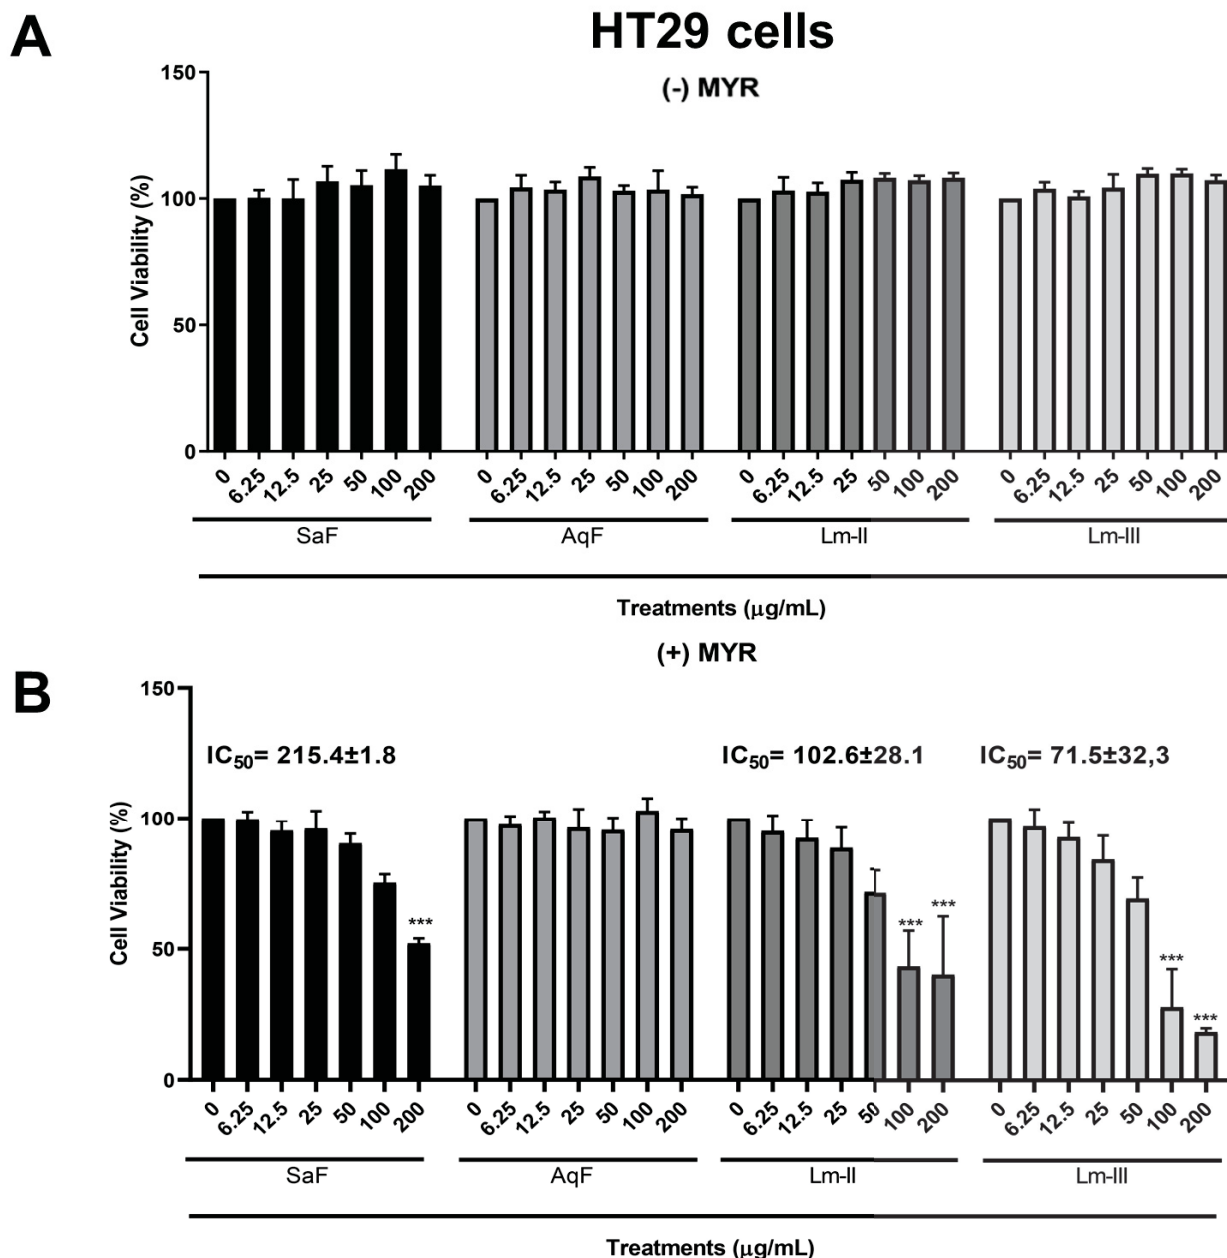 A
HT29 cells
(-) MYR
150
100
50
0
Cell Viability (%)
0 6.25 12.5 25 50 100 200 0 6.25 12.5 25 50 100 200 0 6.25 12.5 25 50 100 200 0 6.25 12.5 25 50 100 200
SaF AqF Lm-II Lm-III
Treatments (μg/mL)
(+) MYR
B
150
100
50
0
Cell Viability (%)
IC50= 215.4±1.8 IC50= 102.6±28.1 IC50= 71.5±32,3
*** *** *** *** ***
0 6.25 12.5 25 50 100 200 0 6.25 12.5 25 50 100 200 0 6.25 12.5 25 50 100 200 0 6.25 12.5 25 50 100 200
SaF AqF Lm-II Lm-III
Treatments (μg/mL)